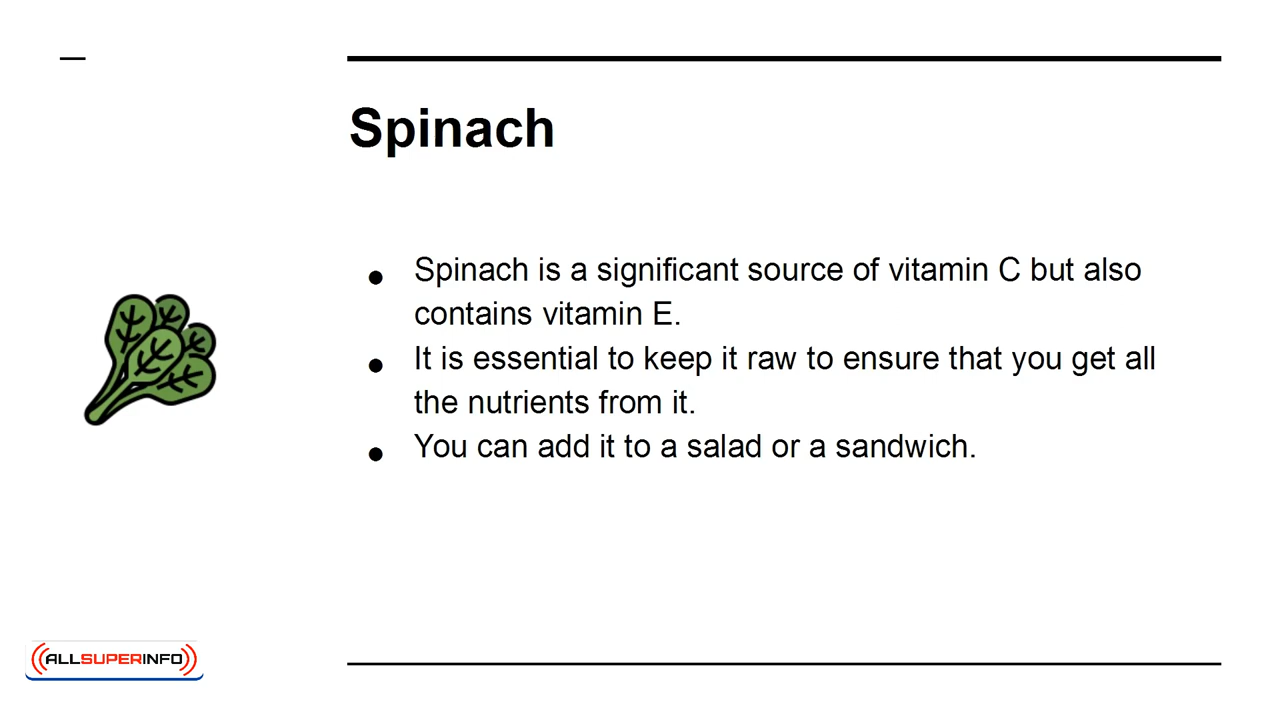 Spinach
● Spinach is a significant source of vitamin C but also
contains vitamin E.
● It is essential to keep it raw to ensure that you get all
the nutrients from it.
● You can add it to a salad or a sandwich.
ALLSUPERINFO